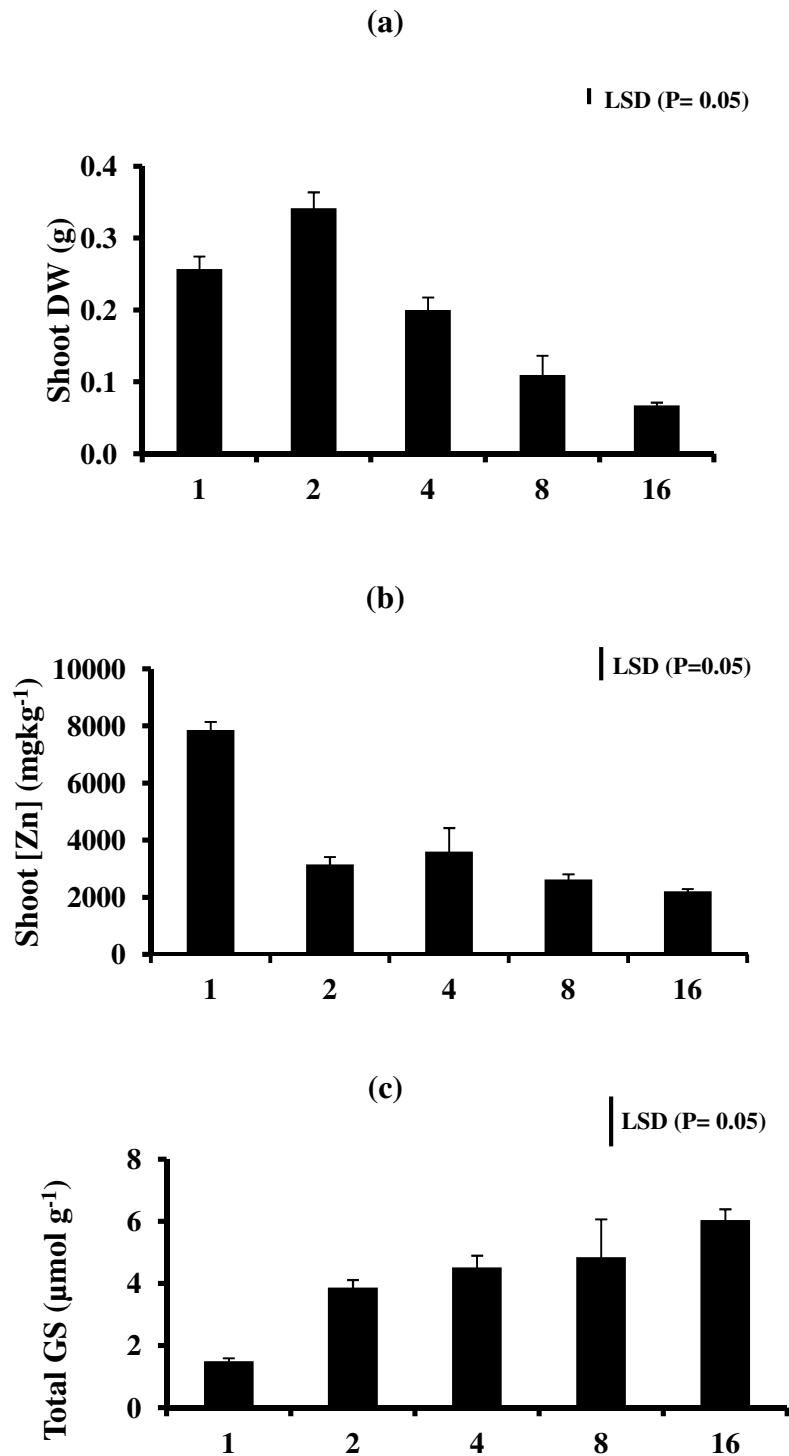 (a)
LSD (P= 0.05)
Shoot DW (g)
0.4
0.3
0.2
0.1
0.0
1 2 4 8 16
(b)
LSD (P=0.05)
Shoot [Zn] (mgkg⁻¹)
10000
8000
6000
4000
2000
0
1 2 4 8 16
(c)
LSD (P= 0.05)
Total GS (µmol g⁻¹)
8
6
4
2
0
1 2 4 8 16